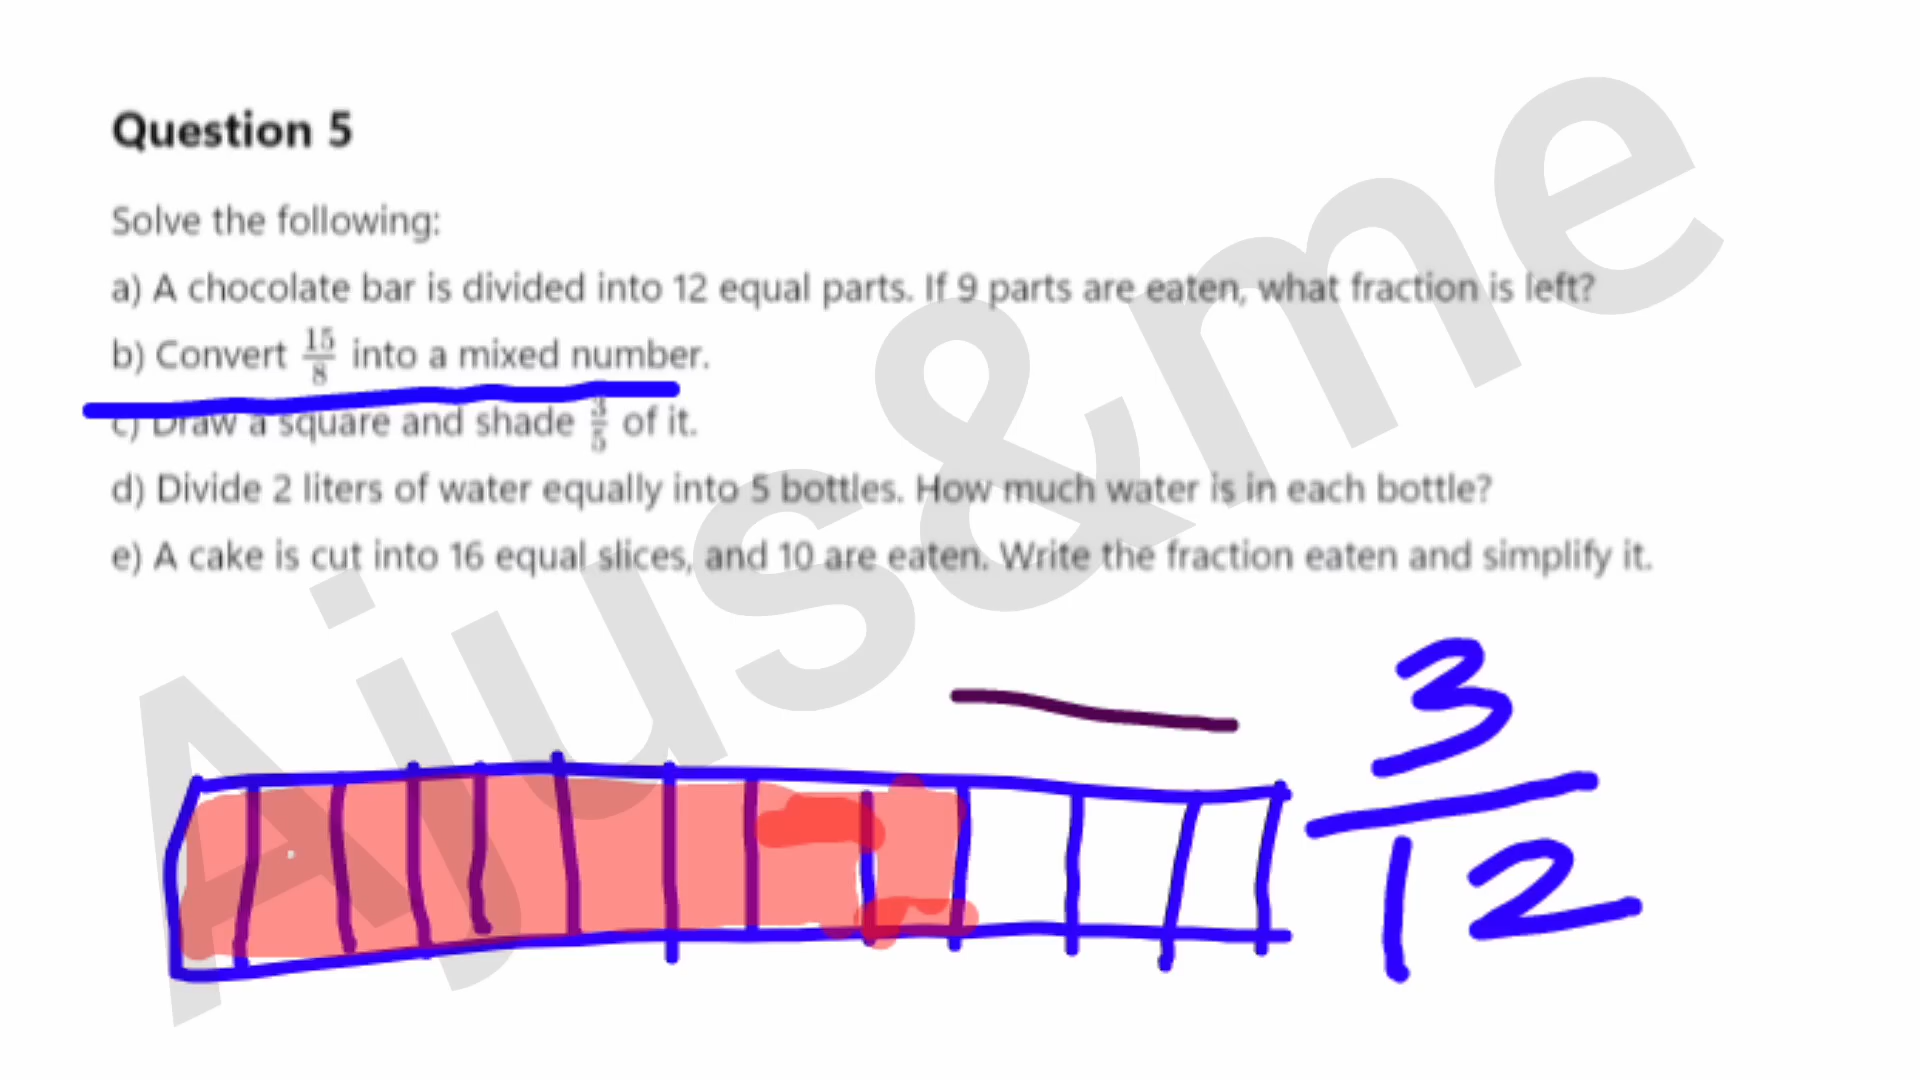 Question 5
Solve the following:
a) A chocolate bar is divided into 12 equal parts. If 9 parts are eaten, what fraction is left?
b) Convert 15/8 into a mixed number.
c) Draw a square and shade 3/5 of it.
d) Divide 2 liters of water equally into 5 bottles. How much water is in each bottle?
e) A cake is cut into 16 equal slices, and 10 are eaten. Write the fraction eaten and simplify it.
Ajus&me
3/12